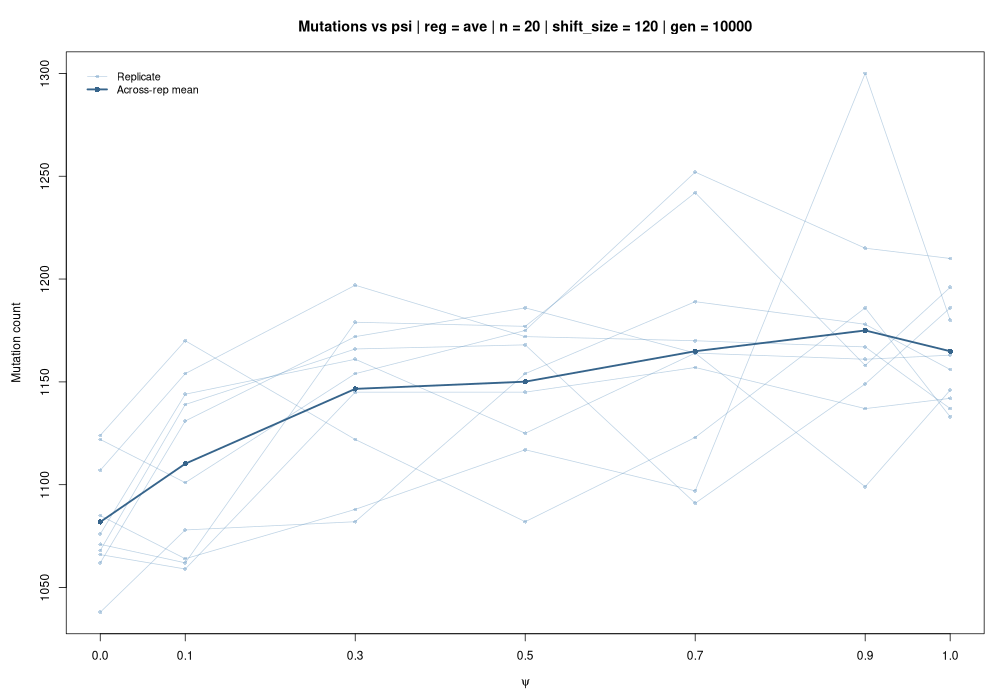 Mutations vs psi | reg = ave | n = 20 | shift_size = 120 | gen = 10000
Replicate
Across-rep mean
1300
1250
1200
1150
1100
1050
Mutation count
0.0 0.1 0.3 0.5 0.7 0.9 1.0
ψ